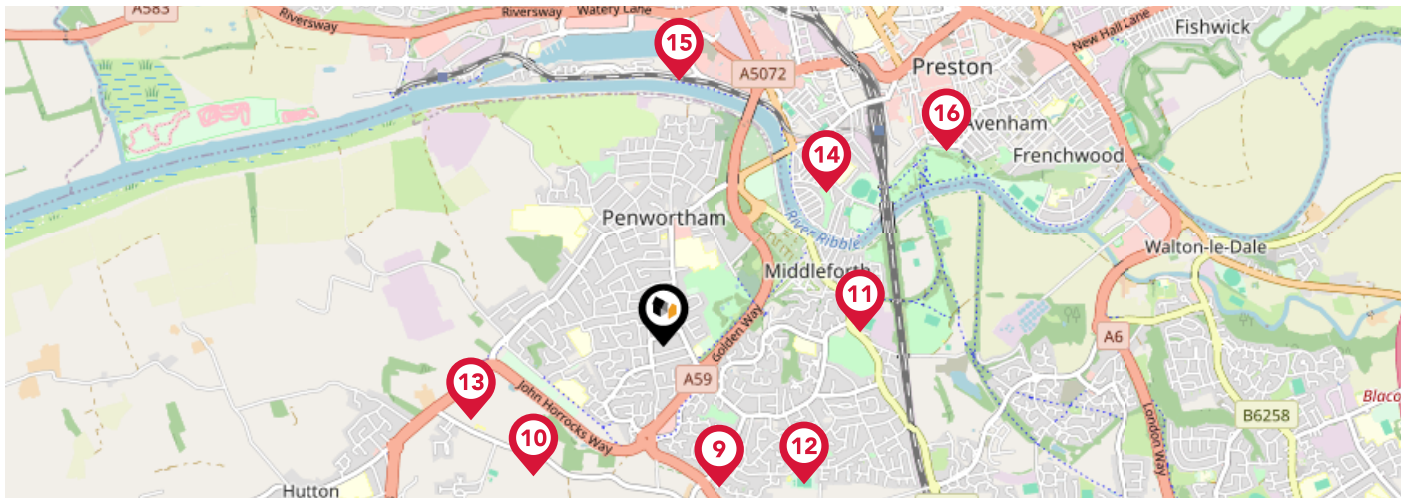 A583
Riversway
Riversway
Watery Lane
New Hall Lane
Fishwick
15
A5072
Preston
16
Avenham
14
Frenchwood
Penwortham
River Ribble
Walton-le-Dale
Middleforth
11
Golden Way
A6
13
A59
John Horrocks Way
Blaco
London Way
B6258
10
9
12
Hutton